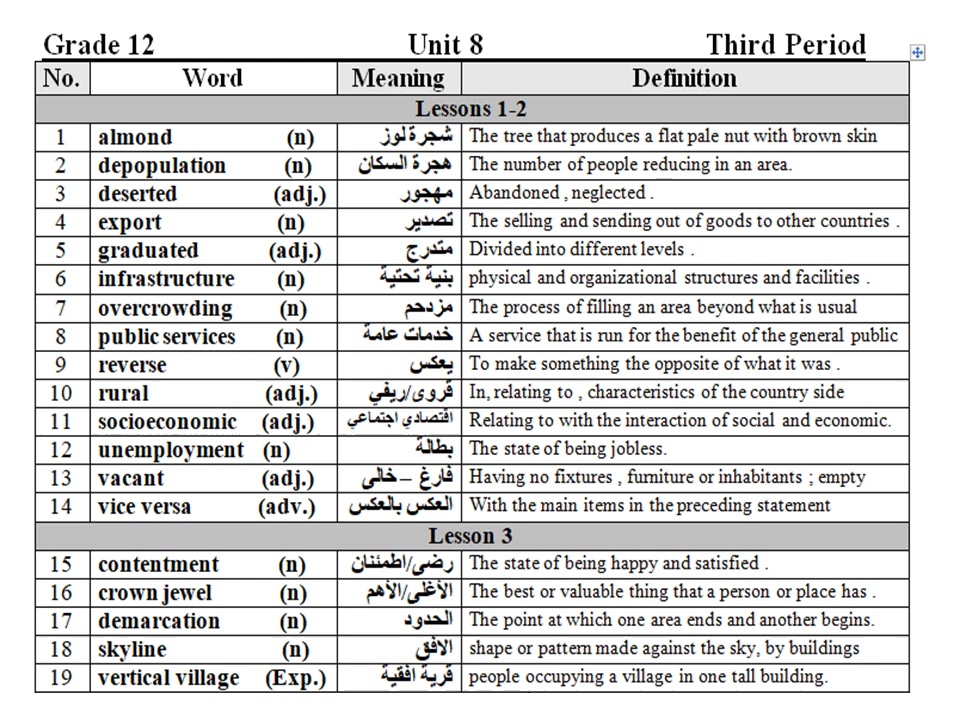 Grade 12 Unit 8 Third Period
No. Word Meaning Definition
Lessons 1-2
1 almond (n) شجرة لوز The tree that produces a flat pale nut with brown skin
2 depopulation (n) هجرة السكان The number of people reducing in an area.
3 deserted (adj.) مهجور Abandoned , neglected .
4 export (n) تصدير The selling and sending out of goods to other countries .
5 graduated (adj.) متدرج Divided into different levels .
6 infrastructure (n) بنية تحتية physical and organizational structures and facilities .
7 overcrowding (n) مزدحم The process of filling an area beyond what is usual
8 public services (n) خدمات عامة A service that is run for the benefit of the general public
9 reverse (v) يعكس To make something the opposite of what it was .
10 rural (adj.) قروى/ريفي In, relating to , characteristics of the country side
11 socioeconomic (adj.) اقتصادي اجتماعي Relating to with the interaction of social and economic.
12 unemployment (n) بطالة The state of being jobless.
13 vacant (adj.) فارغ – خالى Having no fixtures , furniture or inhabitants ; empty
14 vice versa (adv.) العكس بالعكس With the main items in the preceding statement
Lesson 3
15 contentment (n) رضى/اطمئنان The state of being happy and satisfied .
16 crown jewel (n) الأغلى/الأهم The best or valuable thing that a person or place has .
17 demarcation (n) الحدود The point at which one area ends and another begins.
18 skyline (n) الافق shape or pattern made against the sky, by buildings
19 vertical village (Exp.) قرية افقية people occupying a village in one tall building.